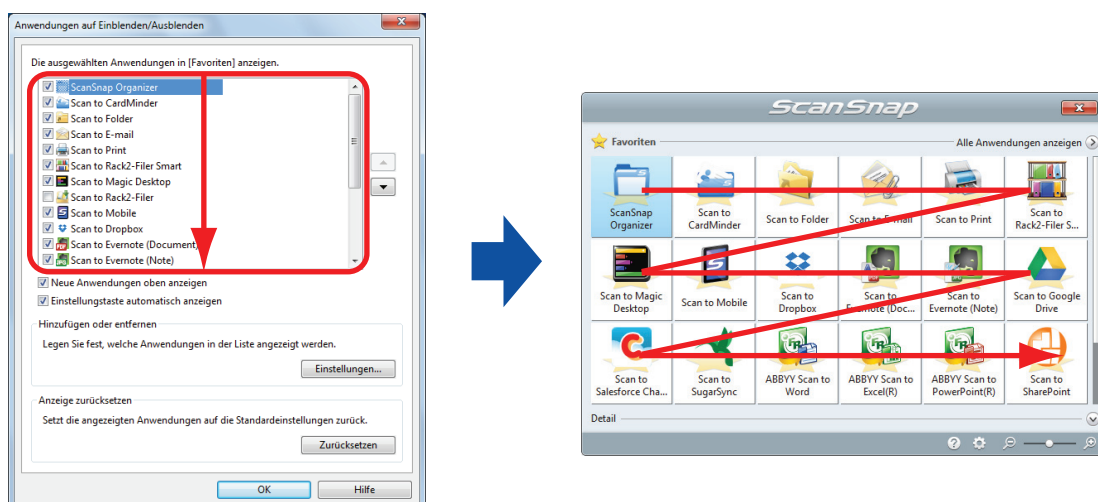 Anwendungen auf Einblenden/Ausblenden
Die ausgewählten Anwendungen in [Favoriten] anzeigen.
ScanSnap Organizer
Scan to CardMinder
Scan to Folder
Scan to E-mail
Scan to Print
Scan to Rack2-Filer Smart
Scan to Magic Desktop
Scan to Rack2-Filer
Scan to Mobile
Scan to Dropbox
Scan to Evernote (Document)
Scan to Evernote (Note)
Neue Anwendungen oben anzeigen
Einstellungstaste automatisch anzeigen
Hinzufügen oder entfernen
Legen Sie fest, welche Anwendungen in der Liste angezeigt werden.
Einstellungen...
Anzeige zurücksetzen
Setzt die angezeigten Anwendungen auf die Standardeinstellungen zurück.
Zurücksetzen
OK Hilfe
ScanSnap
Favoriten Alle Anwendungen anzeigen
ScanSnap
Organizer
Scan to
CardMinder
Scan to Folder
Scan to E-mail
Scan to Print
Scan to
Rack2-Filer S...
Scan to Magic
Desktop
Scan to Mobile
Scan to
Dropbox
Scan to
Evernote (Doc...
Scan to
Evernote (Note)
Scan to Google
Drive
Scan to
Salesforce Cha...
Scan to
SugarSync
ABBYY Scan to
Word
ABBYY Scan to
Excel(R)
ABBYY Scan to
PowerPoint(R)
Scan to
SharePoint
Detail